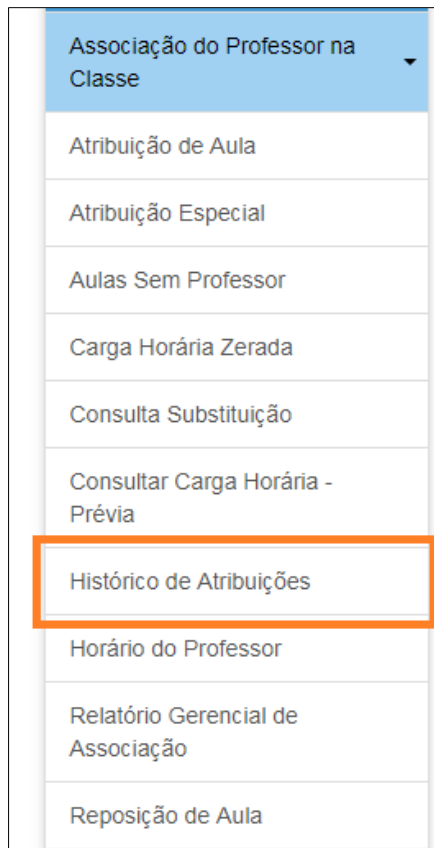 Associação do Professor na
Classe
Atribuição de Aula
Atribuição Especial
Aulas Sem Professor
Carga Horária Zerada
Consulta Substituição
Consultar Carga Horária -
Prévia
Histórico de Atribuições
Horário do Professor
Relatório Gerencial de
Associação
Reposição de Aula